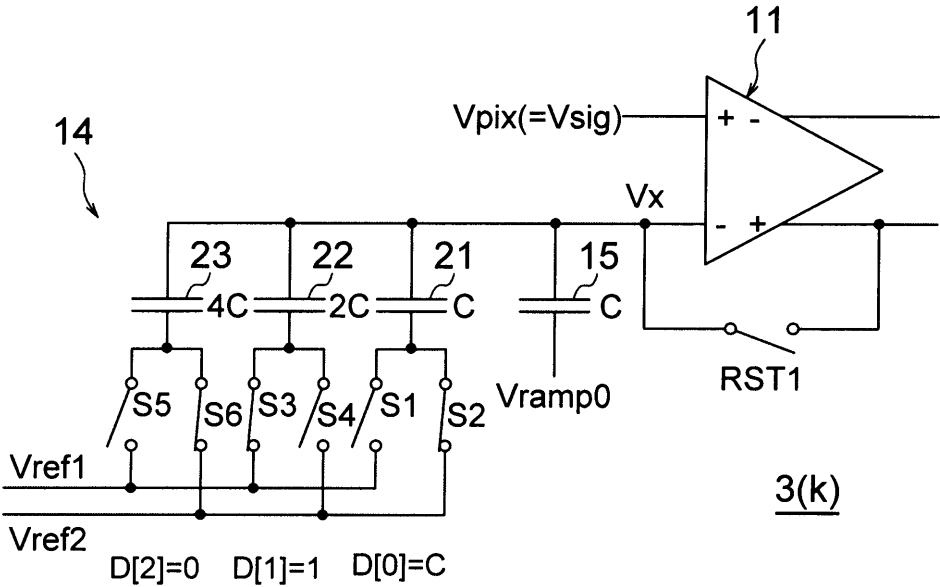 11
14
Vpix(=Vsig)
+ -
Vx
- +
23 22 21 15
4C 2C C C
RST1
Vramp0
S5 S6 S3 S4 S1 S2
Vref1
3(k)
Vref2
D[2]=0 D[1]=1 D[0]=C